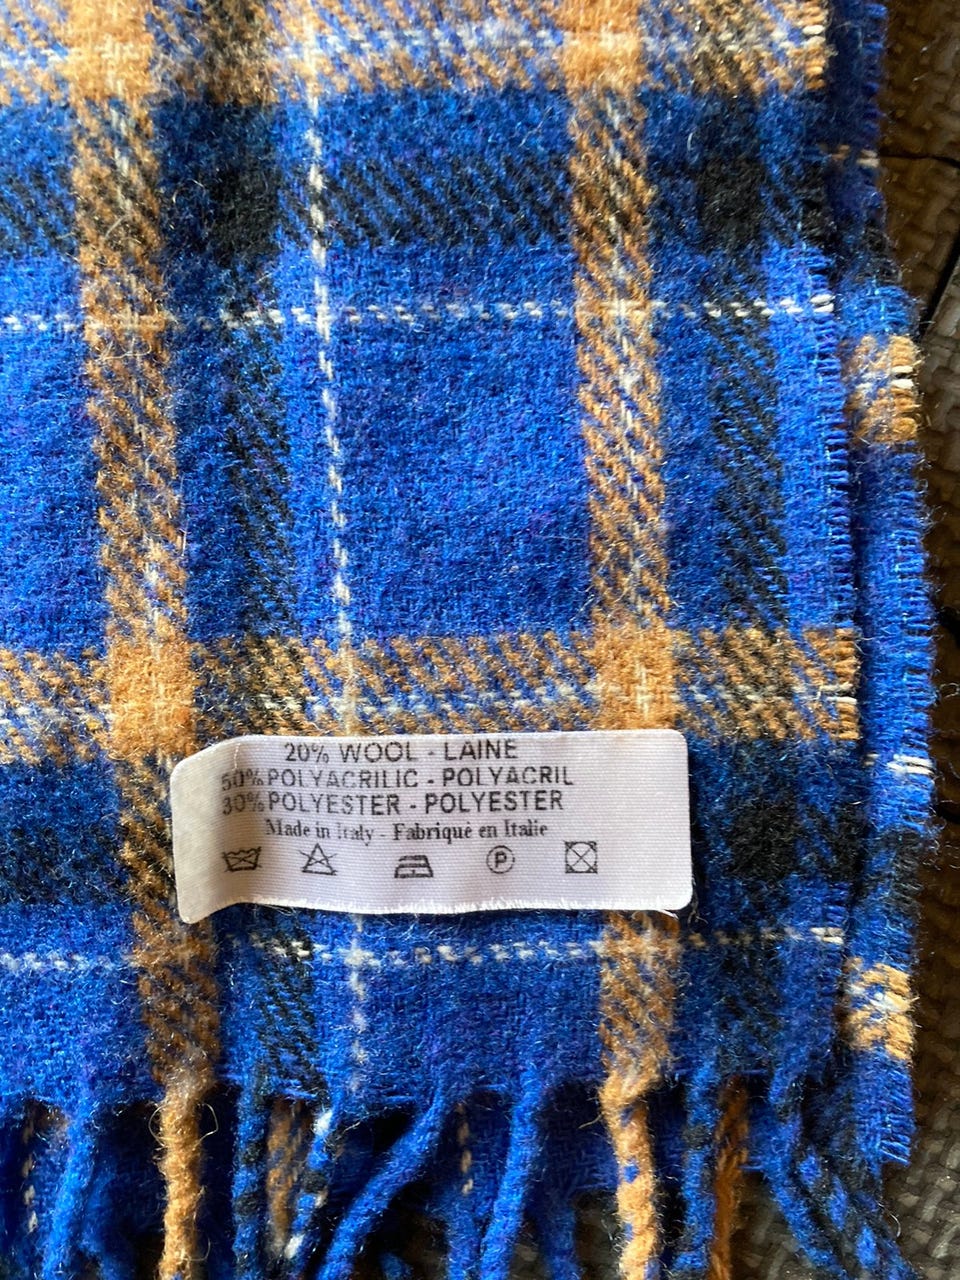 20% WOOL - LAINE
50% POLYACRILIC - POLYACRIL
30% POLYESTER - POLYESTER
Made in Italy - Fabriqué en Italie
P